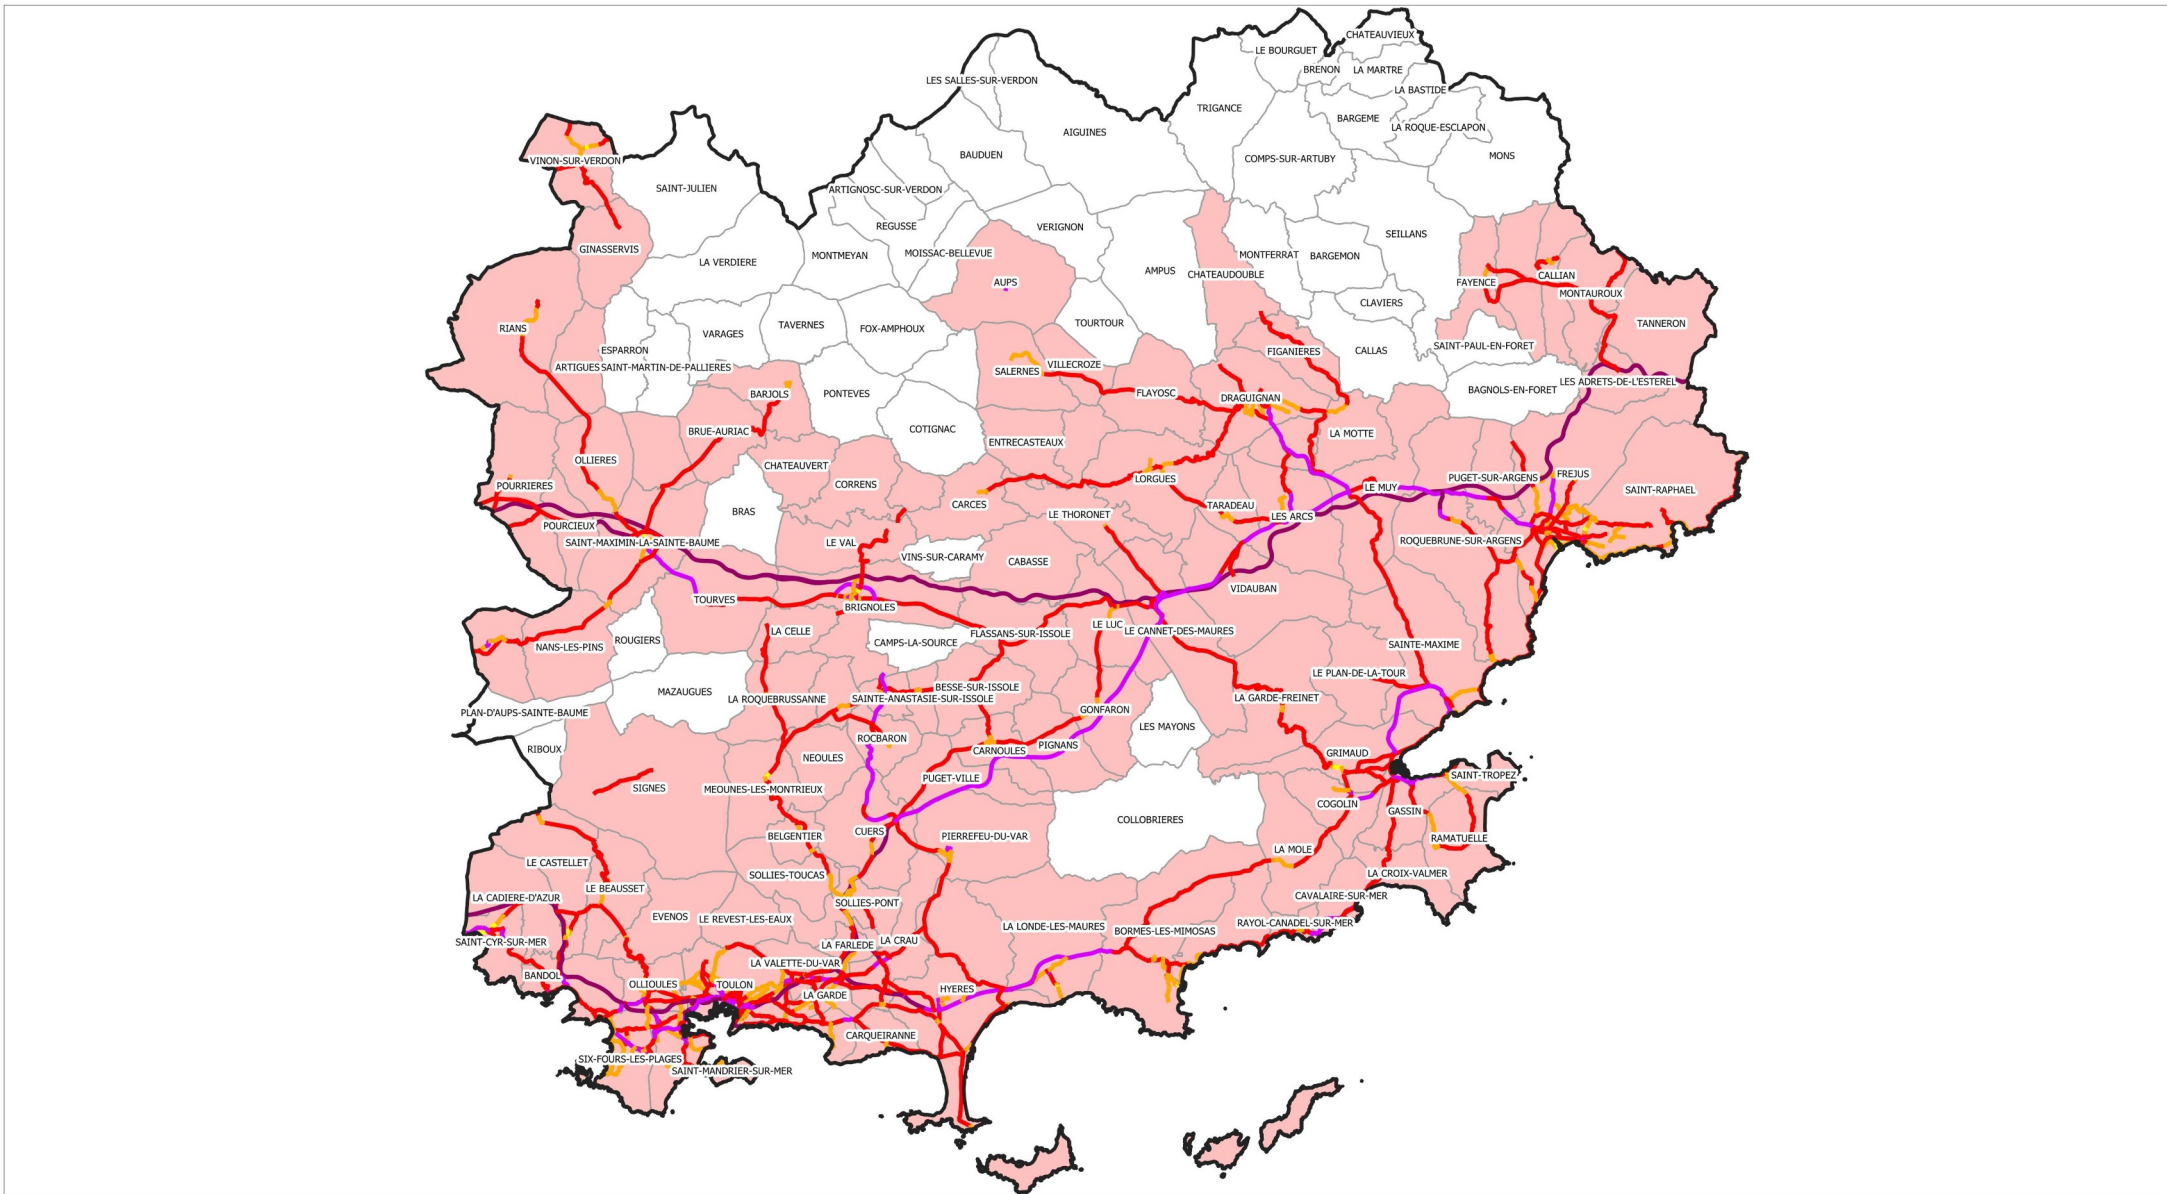 CHATEAUVIEUX
LE BOURGUET
BRENON
LA MARTRE
LES SALLES-SUR-VERDON
LA BASTIDE
TRIGANCE
BARGEME
LA ROQUE-ESCLAPON
AIGUINES
BAUDUEN
COMPS-SUR-ARTUBY
MONS
VINON-SUR-VERDON
SAINT-JULIEN
ARTIGNOSC-SUR-VERDON
REGUSSE
VERIGNON
SEILLANS
GINASSERVIS
LA VERDIERE
MONTMEYAN
MOISSAC-BELLEVUE
AMPUS
MONTFERRAT
BARGEMON
CHATEAUDOUBLE
AUPS
FAYENCE
CALLIAN
MONTAUROUX
CLAVIERS
RIANS
VARAGES
TAVERNES
FOX-AMPHOUX
TOURTOUR
TANNERON
ESPARRON
ARTIGUES
SAINT-MARTIN-DE-PALLIERES
SALERNES
VILLECROZE
FIGANIERES
CALLAS
SAINT-PAUL-EN-FORET
BARJOLS
PONTEVES
FLAYOSC
DRAGUIGNAN
BAGNOLS-EN-FORET
LES ADRETS-DE-L'ESTEREL
BRUE-AURIAC
COTIGNAC
ENTRECASTEAUX
LA MOTTE
OLLIERES
CHATEAUVERT
CORRENS
LORGUES
PUGET-SUR-ARGENS
FREJUS
POURRIERES
BRAS
CARCES
TARADEAU
LE MUY
SAINT-RAPHAEL
POURCIEUX
LE THORONET
LES ARCS
SAINT-MAXIMIN-LA-SAINTE-BAUME
LE VAL
VINS-SUR-CARAMY
CABASSE
ROQUEBRUNE-SUR-ARGENS
TOURVES
BRIGNOLES
VIDAUBAN
ROUGIERS
LA CELLE
CAMPS-LA-SOURCE
FLASSANS-SUR-ISSOLE
LE LUC
LE CANNET-DES-MAURES
NANS-LES-PINS
SAINTE-MAXIME
MAZAUGUES
LA ROQUEBRUSSANNE
BESSE-SUR-ISSOLE
SAINTE-ANASTASIE-SUR-ISSOLE
LE PLAN-DE-LA-TOUR
LA GARDE-FREINET
PLAN-D'AUPS-SAINTE-BAUME
GONFARON
LES MAYONS
RIBOUX
NEOULES
ROCBARON
CARNOULES
PIGNANS
GRIMAUD
SIGNES
MEOUNES-LES-MONTRIEUX
PUGET-VILLE
SAINT-TROPEZ
COGOLIN
GASSIN
COLLOBRIERES
BELGENTIER
CUERS
PIERREFEU-DU-VAR
RAMATUELLE
LE CASTELLET
SOLLIES-TOUCAS
LA MOLE
LA CROIX-VALMER
LA CADIERE-D'AZUR
LE BEAUSSET
SOLLIES-PONT
CAVALAIRE-SUR-MER
EVENOS
LE REVEST-LES-EAUX
LA LONDE-LES-MAURES
BORMES-LES-MIMOSAS
RAYOL-CANADEL-SUR-MER
SAINT-CYR-SUR-MER
LA FARLEDE
LA CRAU
LA VALETTE-DU-VAR
BANDOL
OLLIOULES
TOULON
LA GARDE
HYERES
CARQUEIRANNE
SIX-FOURS-LES-PLAGES
SAINT-MANDRIER-SUR-MER